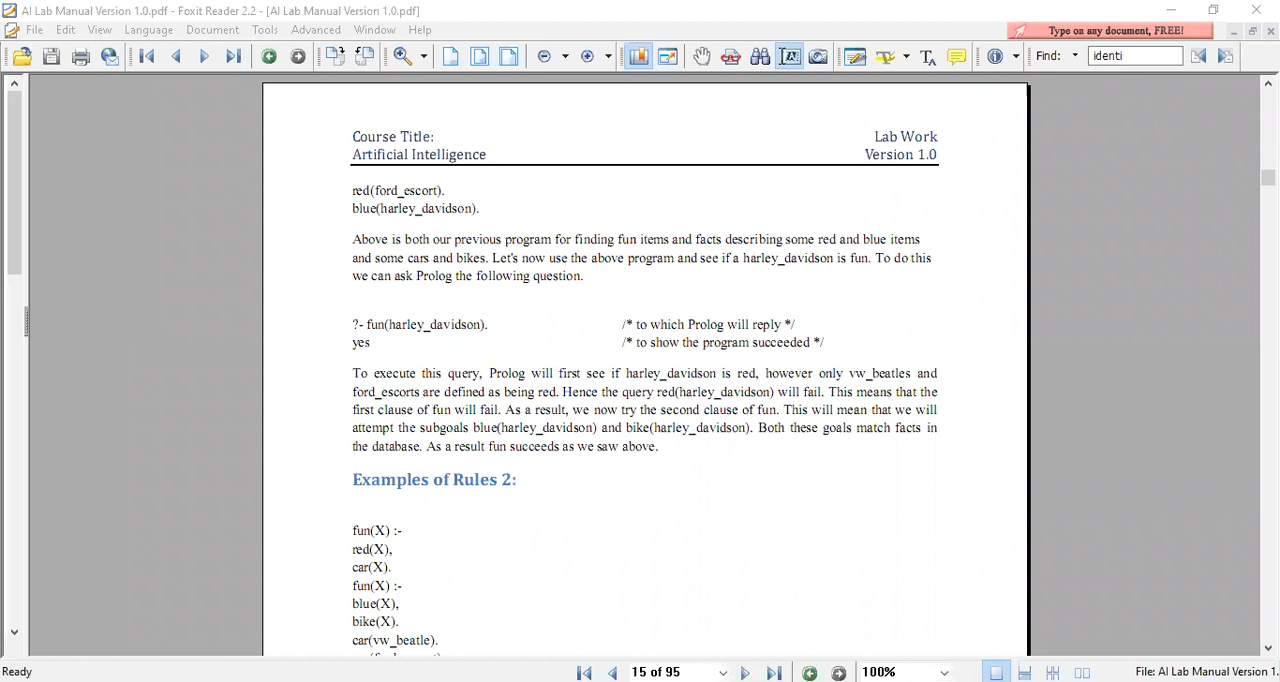 AI Lab Manual Version 1.0.pdf - Foxit Reader 2.2 - [AI Lab Manual Version 1.0.pdf]
File Edit View Language Document Tools Advanced Window Help
Type on any document, FREE!
Find: identi
Course Title: Lab Work
Artificial Intelligence Version 1.0
red(ford_escort).
blue(harley_davidson).
Above is both our previous program for finding fun items and facts describing some red and blue items
and some cars and bikes. Let's now use the above program and see if a harley_davidson is fun. To do this
we can ask Prolog the following question.
?- fun(harley_davidson). /* to which Prolog will reply */
yes /* to show the program succeeded */
To execute this query, Prolog will first see if harley_davidson is red, however only vw_beatles and
ford_escorts are defined as being red. Hence the query red(harley_davidson) will fail. This means that the
first clause of fun will fail. As a result, we now try the second clause of fun. This will mean that we will
attempt the subgoals blue(harley_davidson) and bike(harley_davidson). Both these goals match facts in
the database. As a result fun succeeds as we saw above.
Examples of Rules 2:
fun(X) :-
red(X),
car(X).
fun(X) :-
blue(X),
bike(X).
car(vw_beatle).
Ready 15 of 95 100% File: AI Lab Manual Version 1.